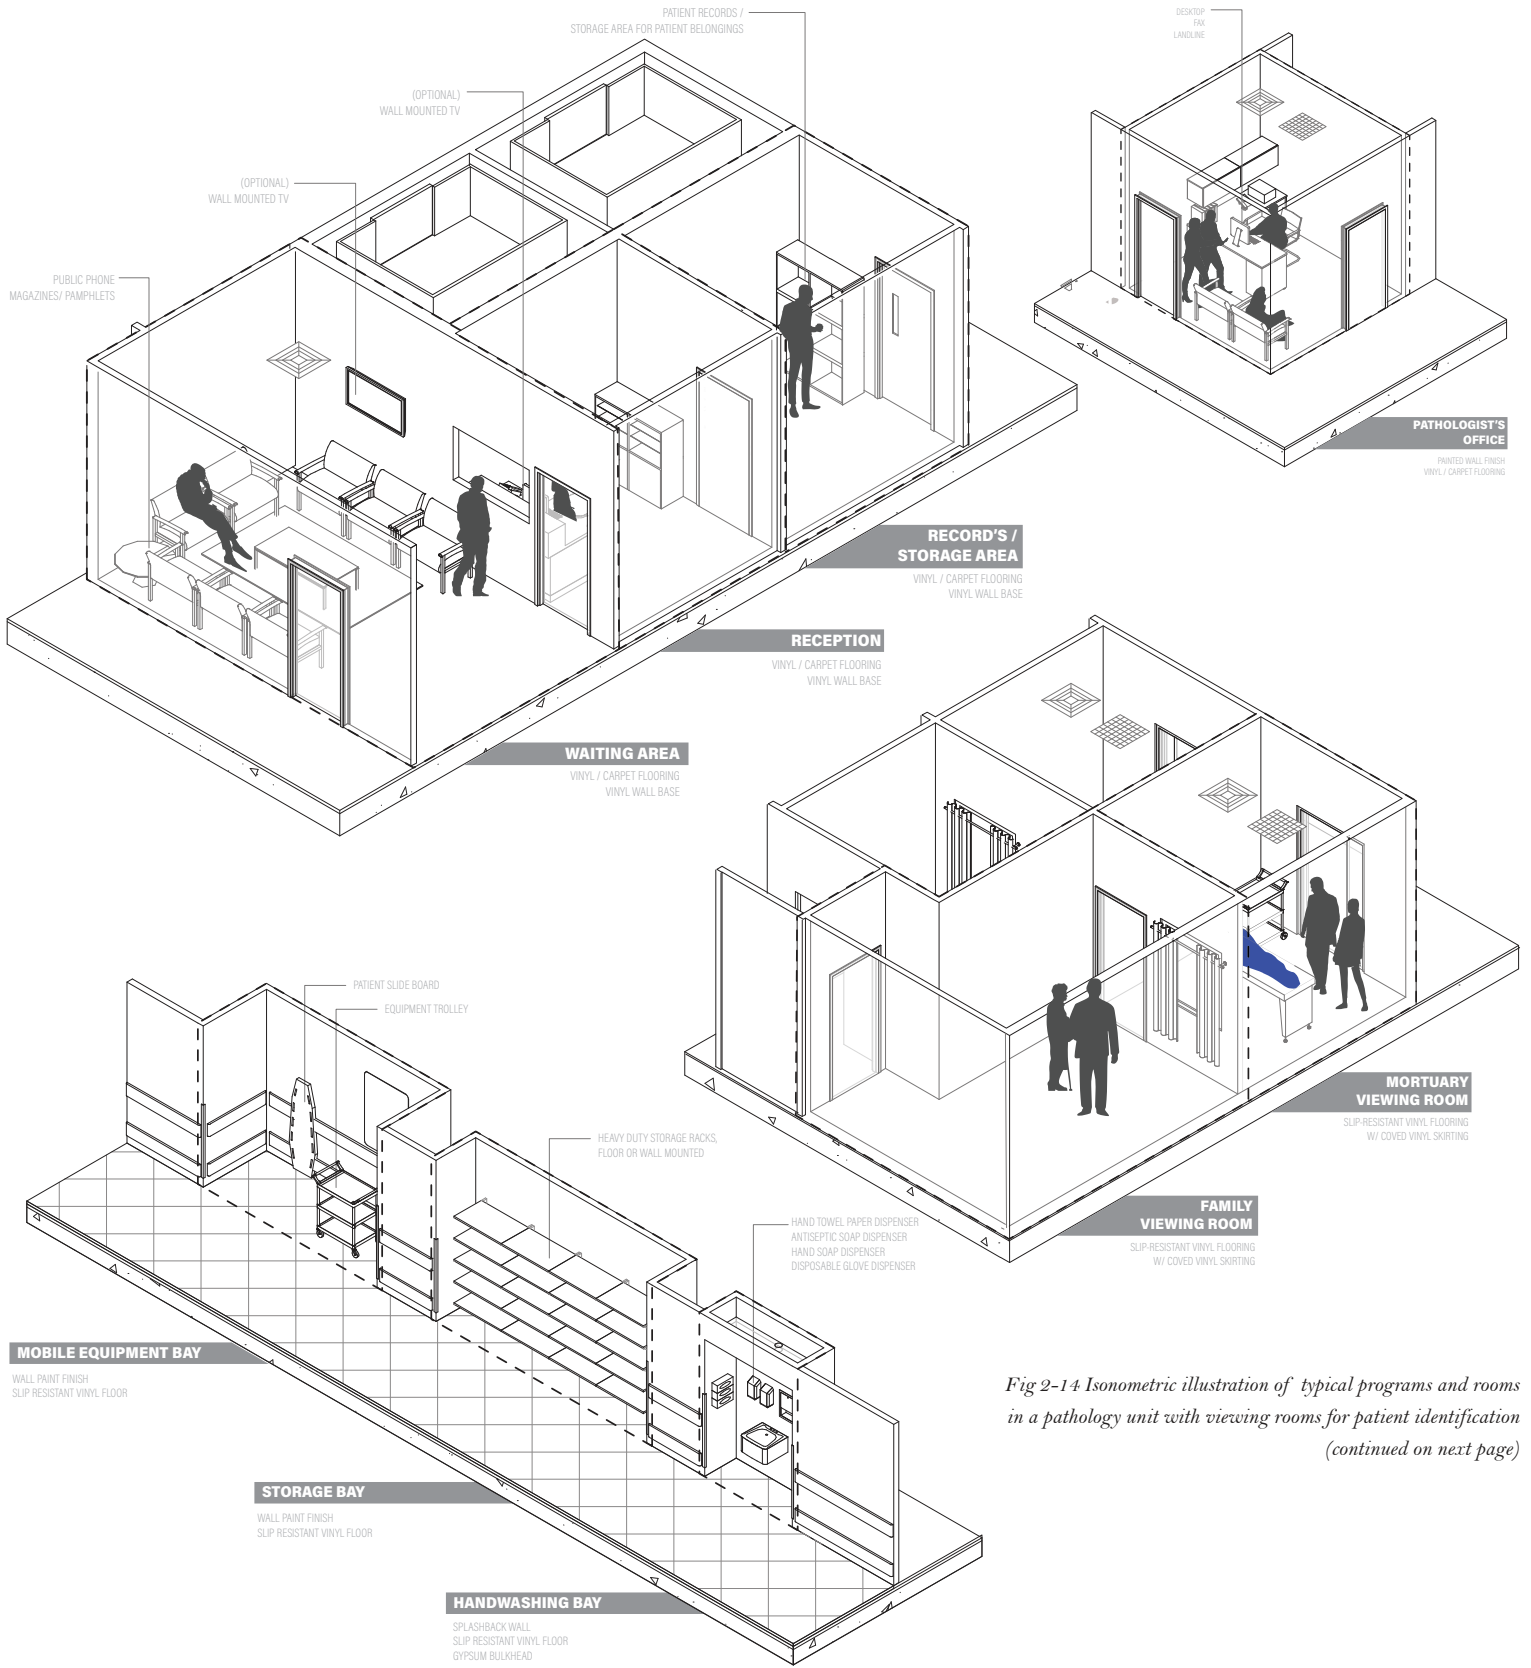 PATIENT RECORDS /
STORAGE AREA FOR PATIENT BELONGINGS
(OPTIONAL)
WALL MOUNTED TV
(OPTIONAL)
WALL MOUNTED TV
PUBLIC PHONE
MAGAZINES/ PAMPHLETS
RECORD'S /
STORAGE AREA
VINYL / CARPET FLOORING
VINYL WALL BASE
RECEPTION
VINYL / CARPET FLOORING
VINYL WALL BASE
WAITING AREA
VINYL / CARPET FLOORING
VINYL WALL BASE
DESKTOP
FAX
LANDLINE
PATHOLOGIST'S
OFFICE
PAINTED WALL FINISH
VINYL / CARPET FLOORING
MORTUARY
VIEWING ROOM
SLIP-RESISTANT VINYL FLOORING
W/ COVED VINYL SKIRTING
FAMILY
VIEWING ROOM
SLIP-RESISTANT VINYL FLOORING
W/ COVED VINYL SKIRTING
PATIENT SLIDE BOARD
EQUIPMENT TROLLEY
HEAVY DUTY STORAGE RACKS,
FLOOR OR WALL MOUNTED
HAND TOWEL PAPER DISPENSER
ANTISEPTIC SOAP DISPENSER
HAND SOAP DISPENSER
DISPOSABLE GLOVE DISPENSER
MOBILE EQUIPMENT BAY
WALL PAINT FINISH
SLIP RESISTANT VINYL FLOOR
STORAGE BAY
WALL PAINT FINISH
SLIP RESISTANT VINYL FLOOR
HANDWASHING BAY
SPLASHBACK WALL
SLIP RESISTANT VINYL FLOOR
GYPSUM BULKHEAD
Fig 2-14 Isonometric illustration of typical programs and rooms
in a pathology unit with viewing rooms for patient identification
(continued on next page)